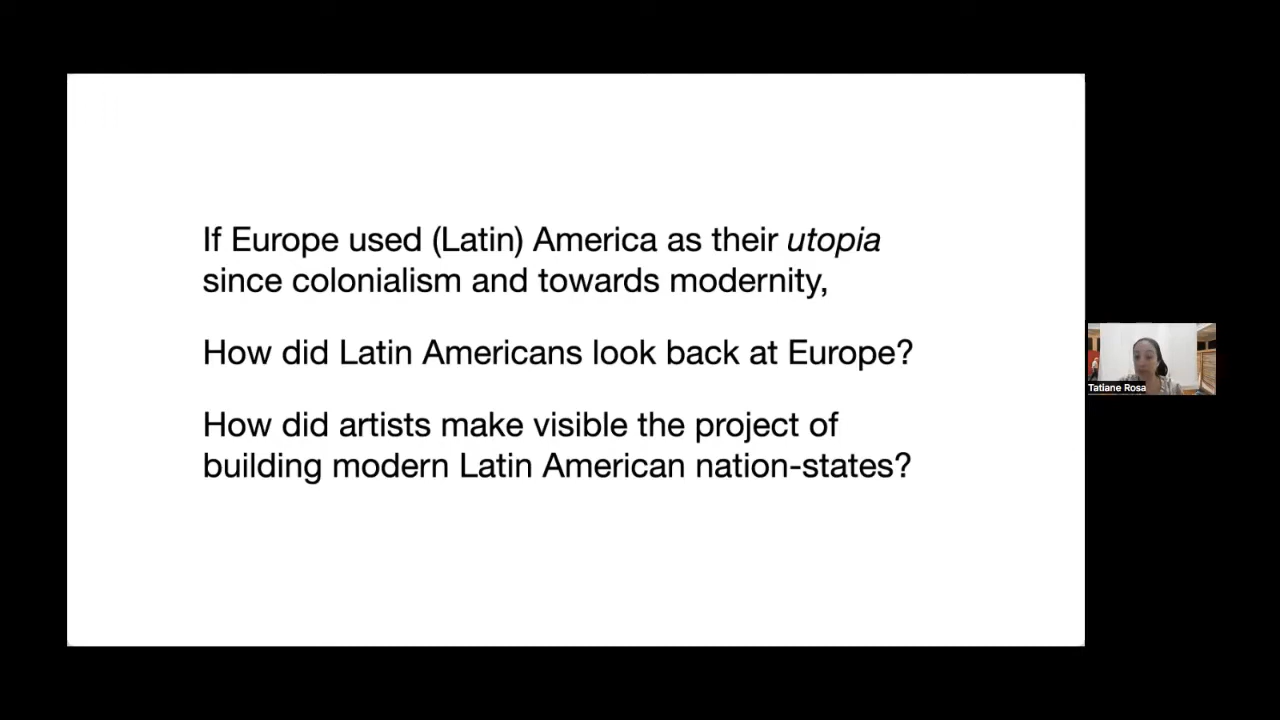 If Europe used (Latin) America as their utopia
since colonialism and towards modernity,
How did Latin Americans look back at Europe?
How did artists make visible the project of
building modern Latin American nation-states?
Tatiane Rosa